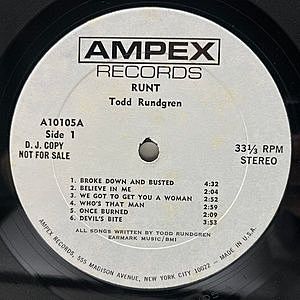 AMPEX
RECORDS
RUNT
Todd Rundgren
A10105A
Side 1
D. J. COPY
NOT FOR SALE
33 1/3 RPM
STEREO
1. BROKE DOWN AND BUSTED 4:32
2. BELIEVE IN ME 2:04
3. WE GOT TO GET YOU A WOMAN 2:52
4. WHO'S THAT MAN 2:59
5. ONCE BURNED 2:09
6. DEVIL'S BITE 3:53
ALL SONGS WRITTEN BY TODD RUNDGREN
EARMARK MUSIC/BMI
AMPEX RECORDS, 555 MADISON AVENUE, NEW YORK CITY 10022 - MADE IN U.S.A.